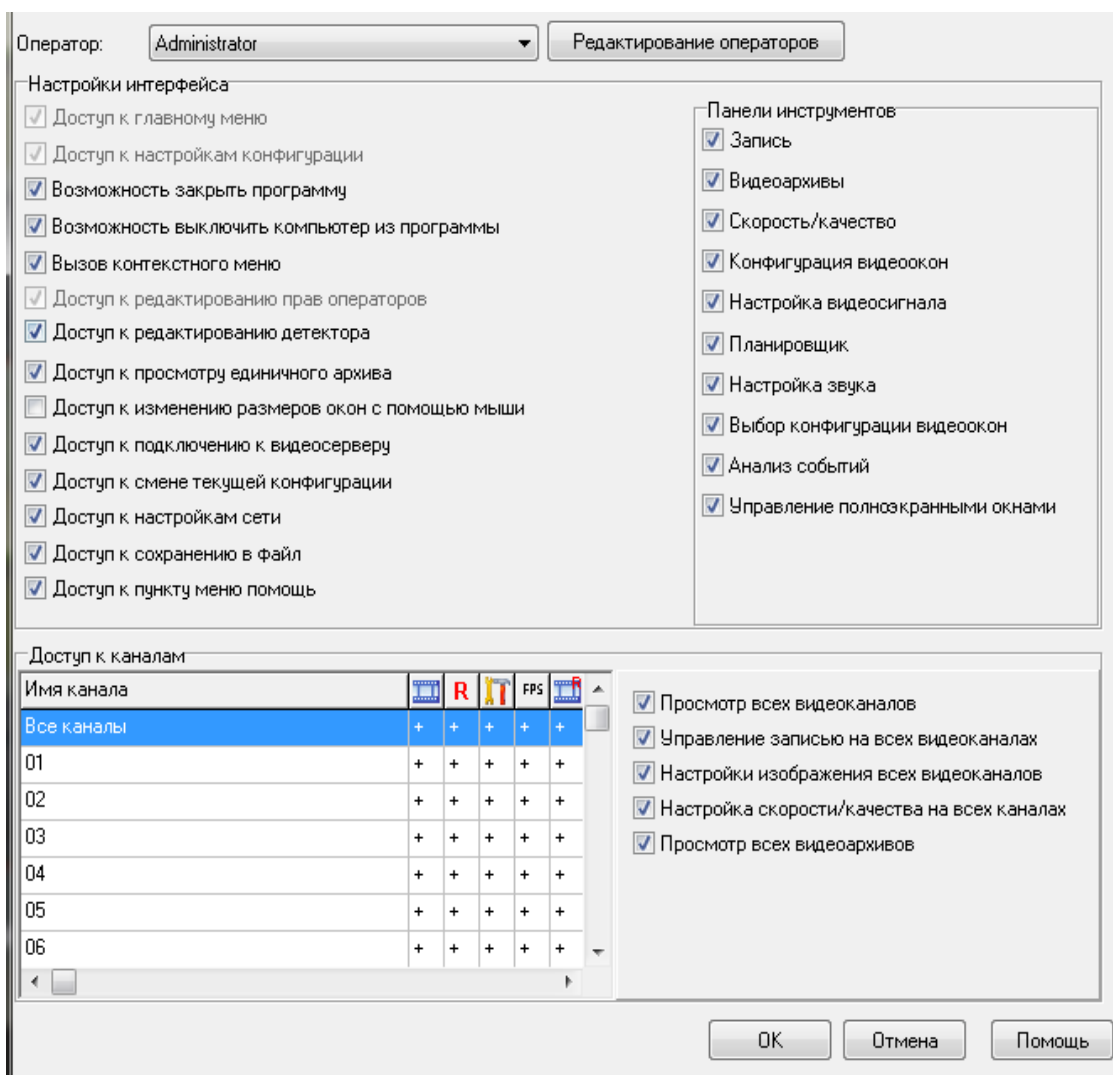 Оператор: Administrator Редактирование операторов
Настройки интерфейса
Доступ к главному меню
Доступ к настройкам конфигурации
Возможность закрыть программу
Возможность выключить компьютер из программы
Вызов контекстного меню
Доступ к редактированию прав операторов
Доступ к редактированию детектора
Доступ к просмотру единичного архива
Доступ к изменению размеров окон с помощью мыши
Доступ к подключению к видеосерверу
Доступ к смене текущей конфигурации
Доступ к настройкам сети
Доступ к сохранению в файл
Доступ к пункту меню помощь
Панели инструментов
Запись
Видеоархивы
Скорость/качество
Конфигурация видеоокон
Настройка видеосигнала
Планировщик
Настройка звука
Выбор конфигурации видеоокон
Анализ событий
Управление полноэкранными окнами
Доступ к каналам
Имя канала R FPS R
Все каналы + + + + +
01 + + + + +
02 + + + + +
03 + + + + +
04 + + + + +
05 + + + + +
06 + + + + +
Просмотр всех видеоканалов
Управление записью на всех видеоканалах
Настройки изображения всех видеоканалов
Настройка скорости/качества на всех каналах
Просмотр всех видеоархивов
OK Отмена Помощь